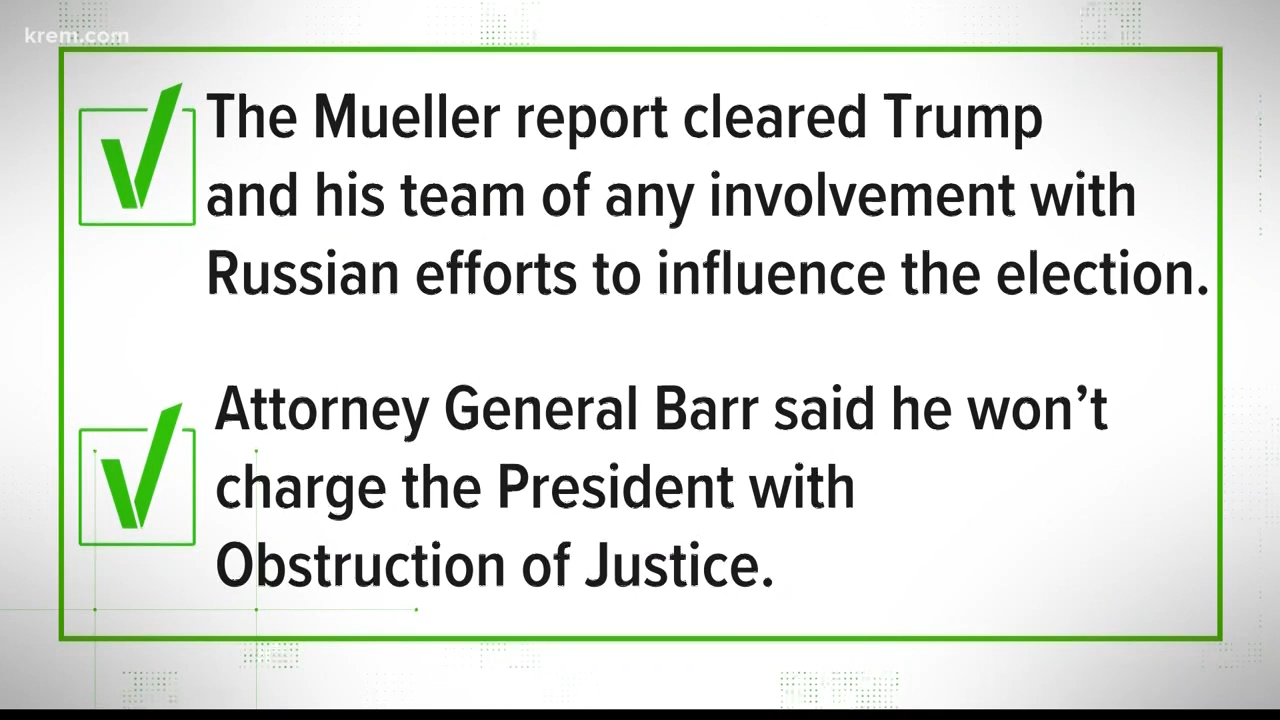 krem.com
The Mueller report cleared Trump
and his team of any involvement with
Russian efforts to influence the election.
Attorney General Barr said he won’t
charge the President with
Obstruction of Justice.